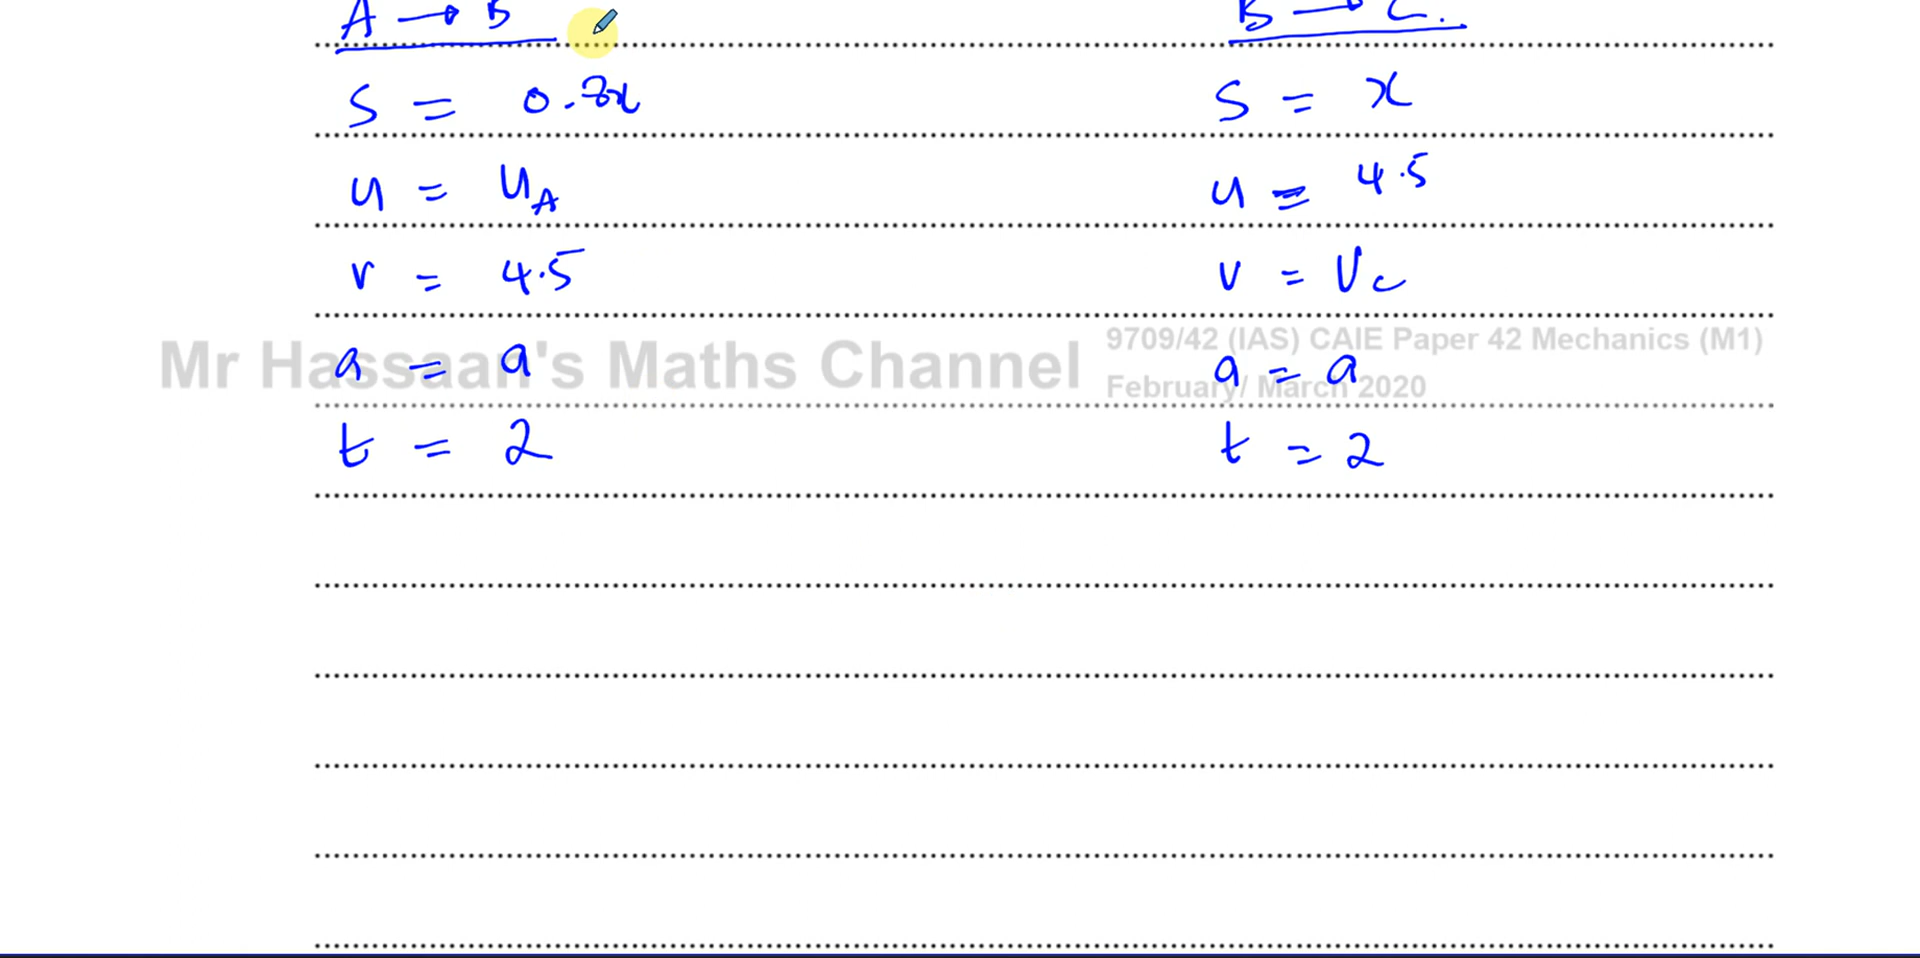 A → B B → C.
s = 0.8x s = x
u = u_A u = 4.5
v = 4.5 v = V_c
Mr Hassaan's Maths Channel 9709/42 (IAS) CAIE Paper 42 Mechanics (M1)
February/ March 2020
a = a a = a
t = 2 t = 2